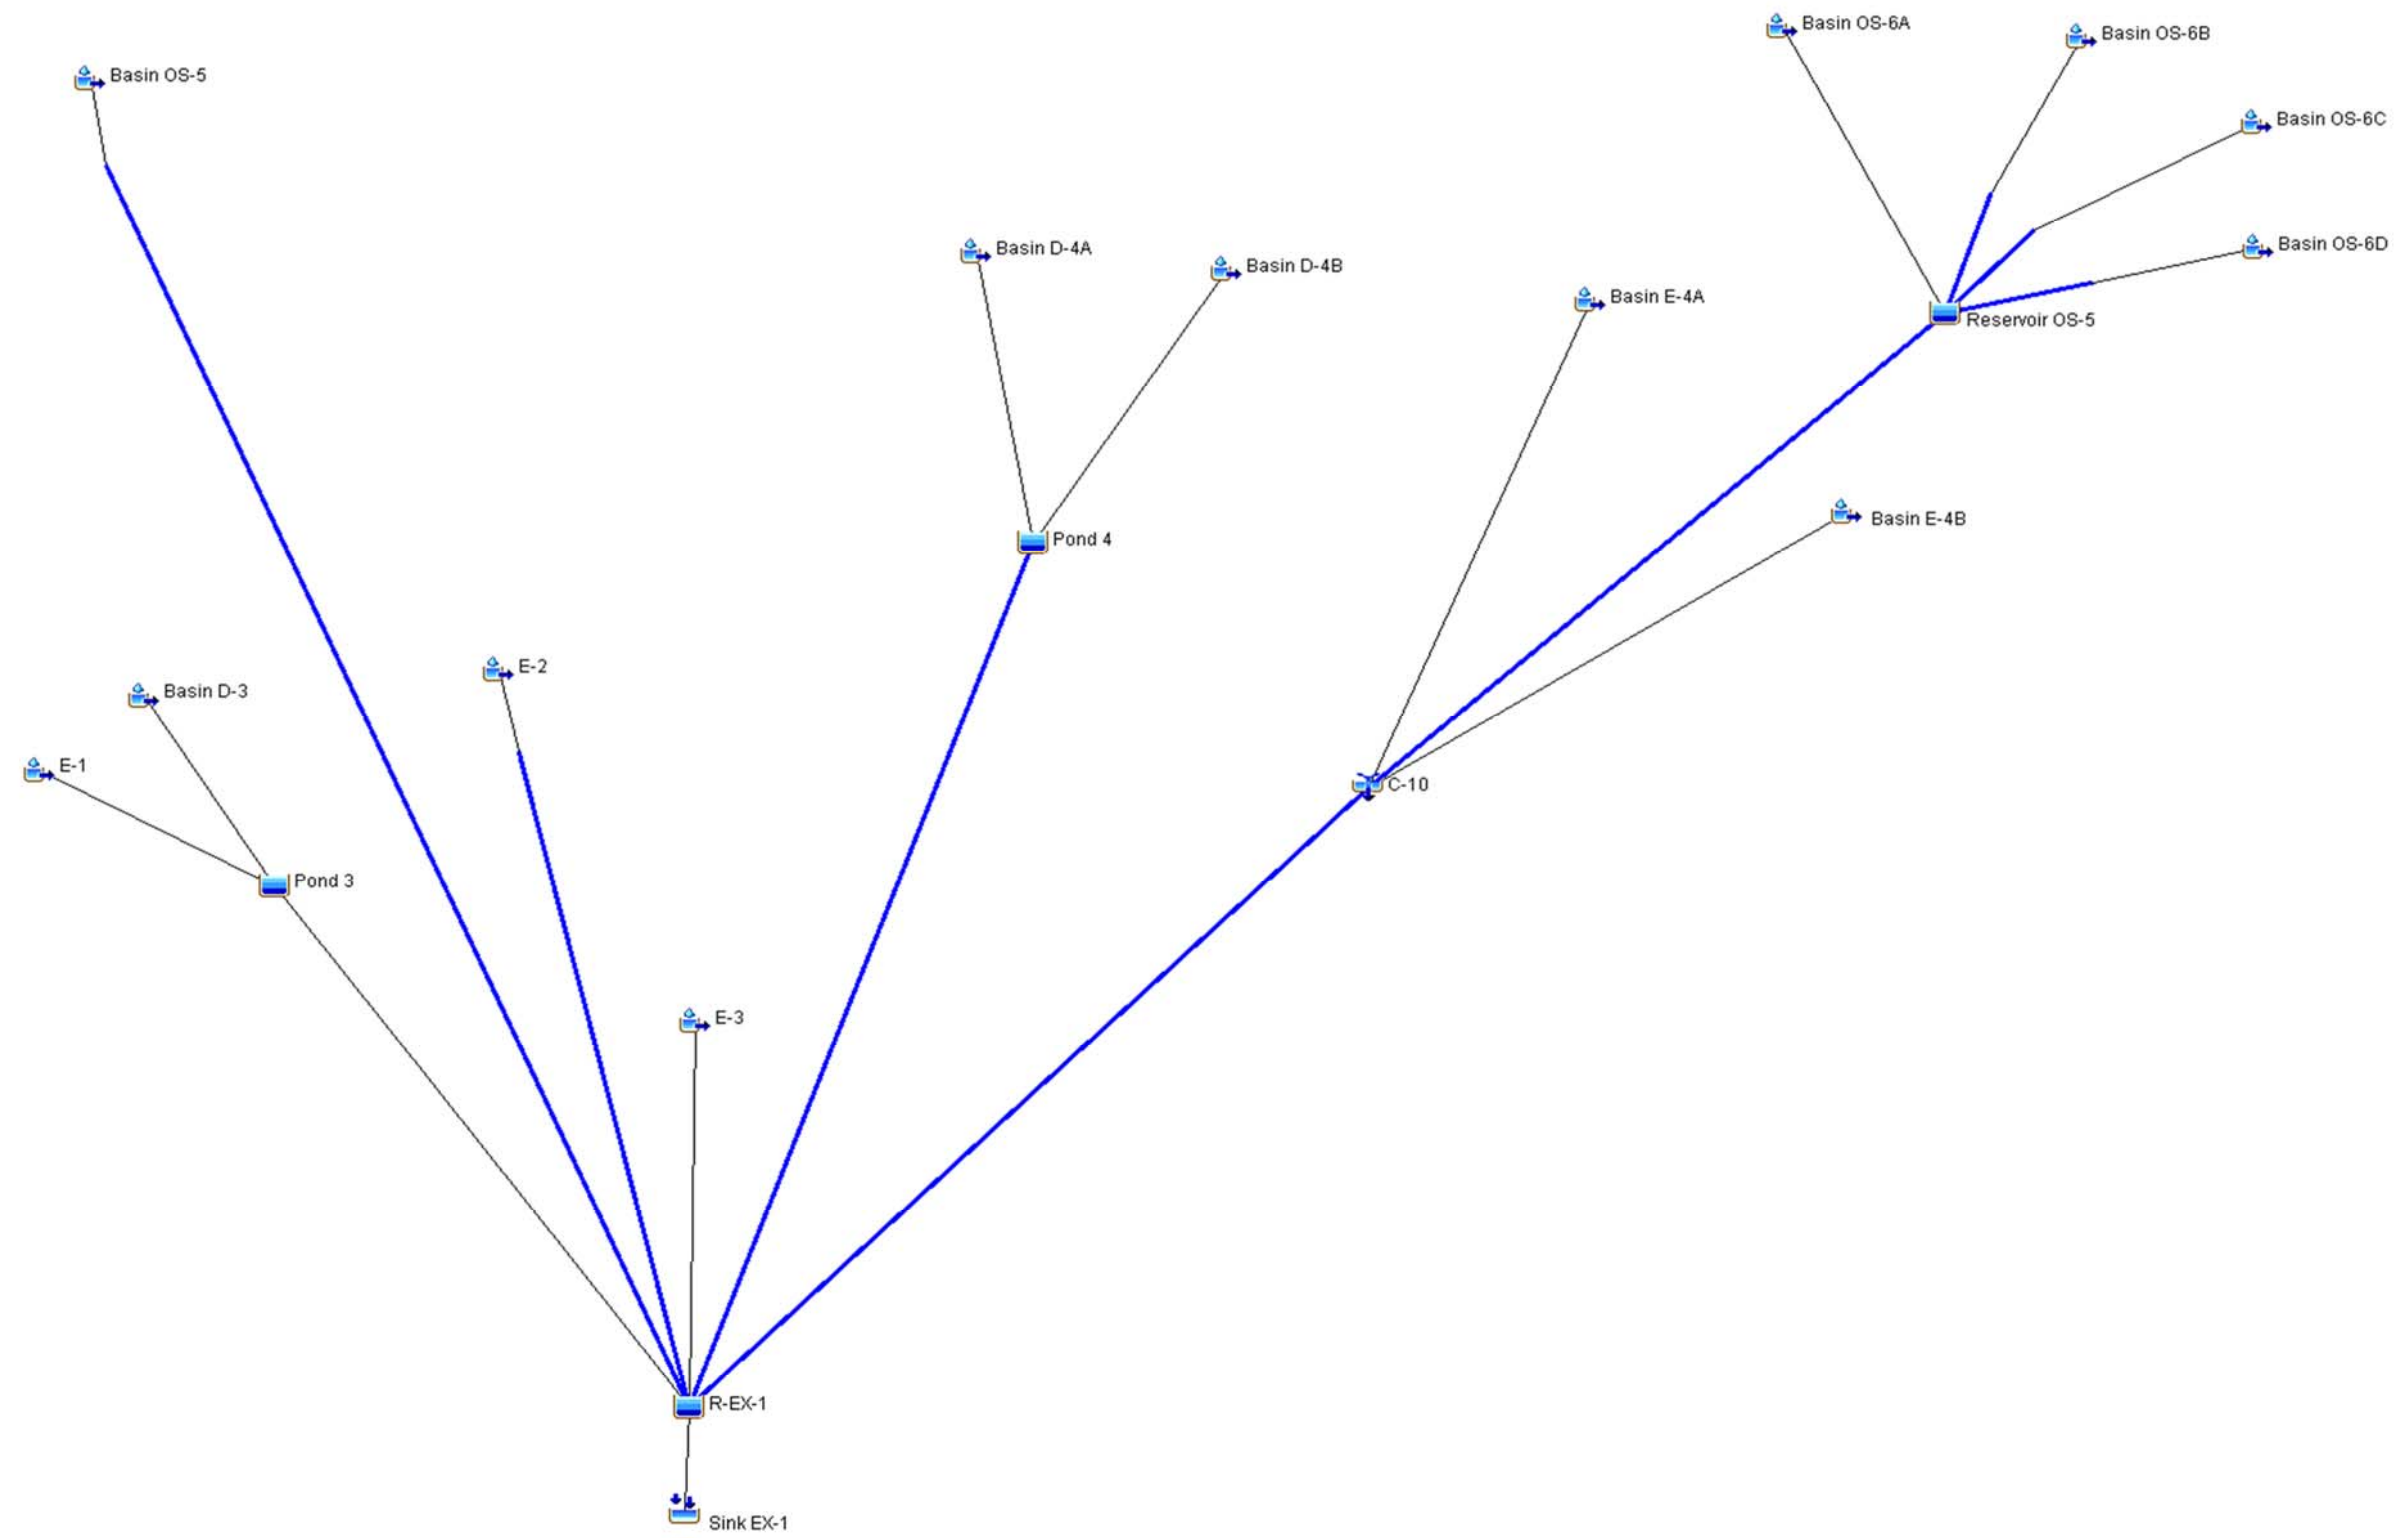 Basin OS-6A
Basin OS-6B
Basin OS-5
Basin OS-6C
Basin OS-6D
Basin D-4A
Basin D-4B
Basin E-4A
Reservoir OS-5
Basin E-4B
Pond 4
E-2
Basin D-3
E-1
C-10
Pond 3
E-3
R-EX-1
Sink EX-1